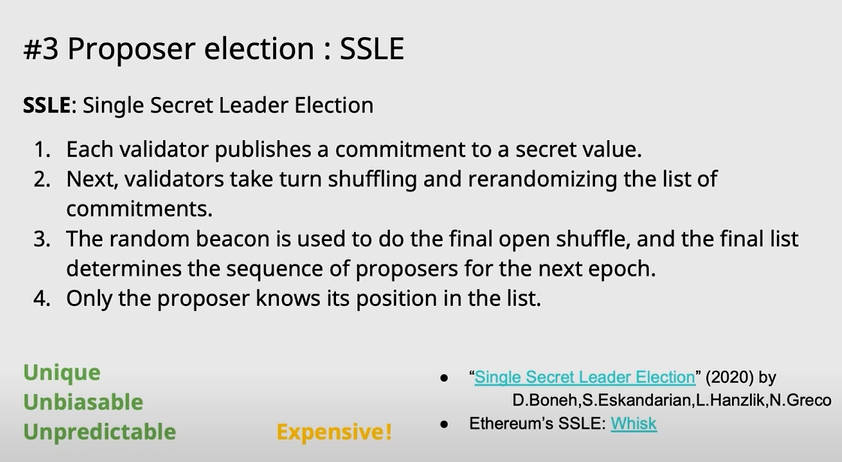 #3 Proposer election : SSLE
SSLE: Single Secret Leader Election
1. Each validator publishes a commitment to a secret value.
2. Next, validators take turn shuffling and rerandomizing the list of
commitments.
3. The random beacon is used to do the final open shuffle, and the final list
determines the sequence of proposers for the next epoch.
4. Only the proposer knows its position in the list.
Unique
Unbiasable
Unpredictable
Expensive!
● “Single Secret Leader Election” (2020) by
D.Boneh,S.Eskandarian,L.Hanzlik,N.Greco
● Ethereum’s SSLE: Whisk